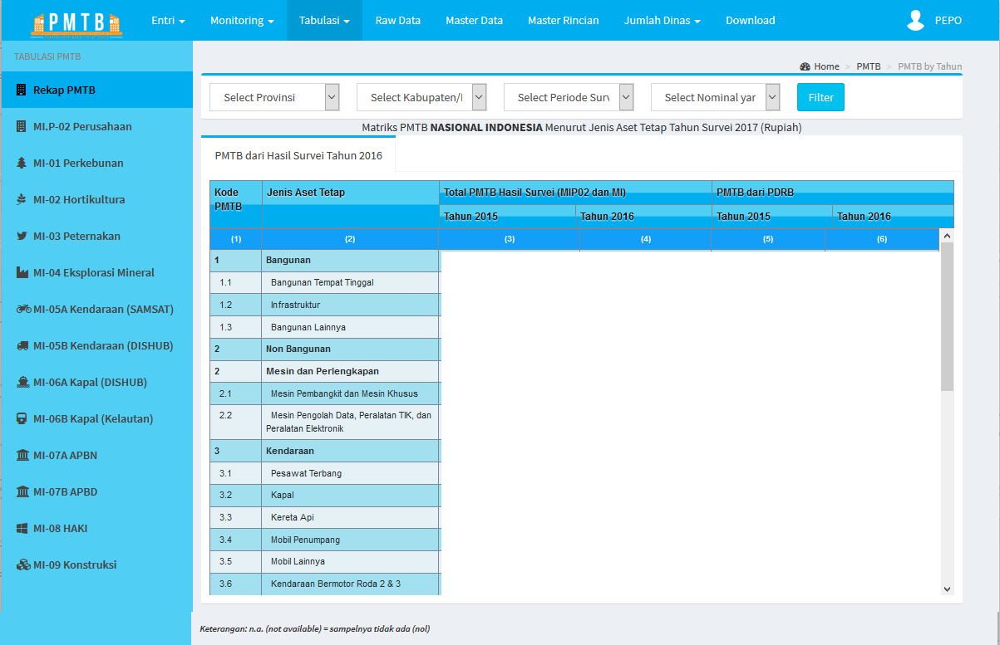 PMTB
Entri
Monitoring
Tabulasi
Raw Data
Master Data
Master Rincian
Jumlah Dinas
Download
PEPO
TABULASI PMTB
Rekap PMTB
MI.P-02 Perusahaan
MI-01 Perkebunan
MI-02 Hortikultura
MI-03 Peternakan
MI-04 Eksplorasi Mineral
MI-05A Kendaraan (SAMSAT)
MI-05B Kendaraan (DISHUB)
MI-06A Kapal (DISHUB)
MI-06B Kapal (Kelautan)
MI-07A APBN
MI-07B APBD
MI-08 HAKI
MI-09 Konstruksi
Home > PMTB > PMTB by Tahun
Select Provinsi
Select Kabupaten/I
Select Periode Surv
Select Nominal yar
Filter
Matriks PMTB NASIONAL INDONESIA Menurut Jenis Aset Tetap Tahun Survei 2017 (Rupiah)
PMTB dari Hasil Survei Tahun 2016
Kode PMTB
Jenis Aset Tetap
Total PMTB Hasil Survei (MIP02 dan MI)
PMTB dari PDRB
Tahun 2015 Tahun 2016 Tahun 2015 Tahun 2016
(1) (2) (3) (4) (5) (6)
1 Bangunan
1.1 Bangunan Tempat Tinggal
1.2 Infrastruktur
1.3 Bangunan Lainnya
2 Non Bangunan
2 Mesin dan Perlengkapan
2.1 Mesin Pembangkit dan Mesin Khusus
2.2 Mesin Pengolah Data, Peralatan TIK, dan
Peralatan Elektronik
3 Kendaraan
3.1 Pesawat Terbang
3.2 Kapal
3.3 Kereta Api
3.4 Mobil Penumpang
3.5 Mobil Lainnya
3.6 Kendaraan Bermotor Roda 2 & 3
Keterangan: n.a. (not available) = sampelnya tidak ada (nol)